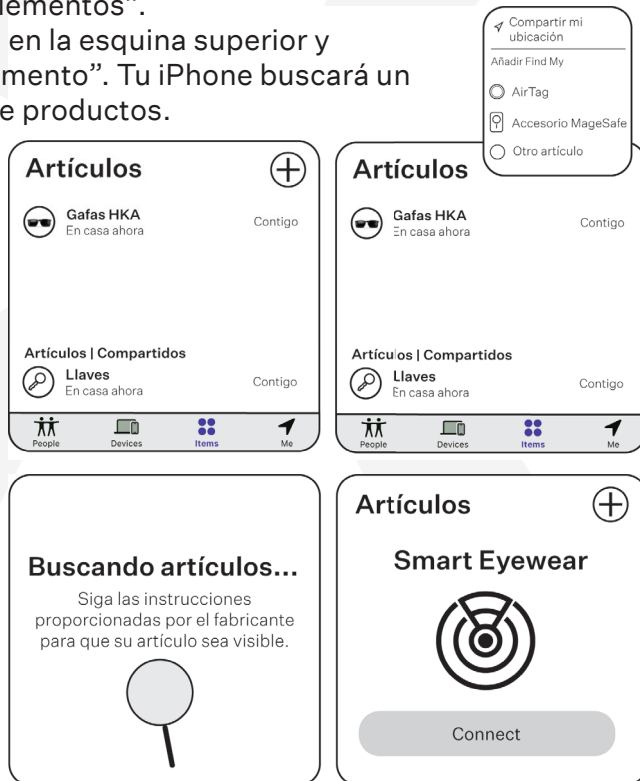 lementos”.
en la esquina superior y
mento”. Tu iPhone buscará un
e productos.
Compartir mi
ubicación
Añadir Find My
AirTag
Accesorio MageSafe
Otro artículo
Artículos
Gafas HKA
En casa ahora
Contigo
Artículos | Compartidos
Llaves
En casa ahora
Contigo
People
Devices
Items
Me
Artículos
Gafas HKA
En casa ahora
Contigo
Artículos | Compartidos
Llaves
En casa ahora
Contigo
People
Devices
Items
Me
Buscando artículos...
Siga las instrucciones
proporcionadas por el fabricante
para que su artículo sea visible.
Artículos
Smart Eyewear
Connect